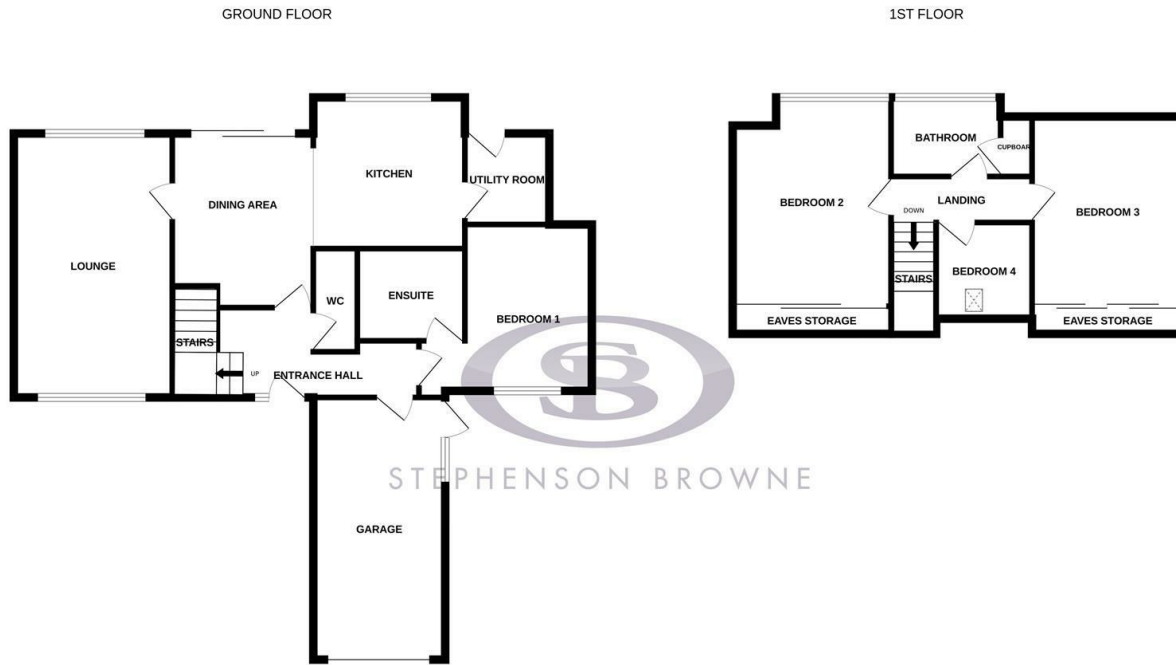 GROUND FLOOR
1ST FLOOR
LOUNGE
DINING AREA
KITCHEN
UTILITY ROOM
WC
ENSUITE
BEDROOM 1
STAIRS
UP
ENTRANCE HALL
GARAGE
BATHROOM
CUPBOAR
BEDROOM 2
LANDING
BEDROOM 3
DOWN
STAIRS
BEDROOM 4
EAVES STORAGE
EAVES STORAGE
SB
STEPHENSON BROWNE